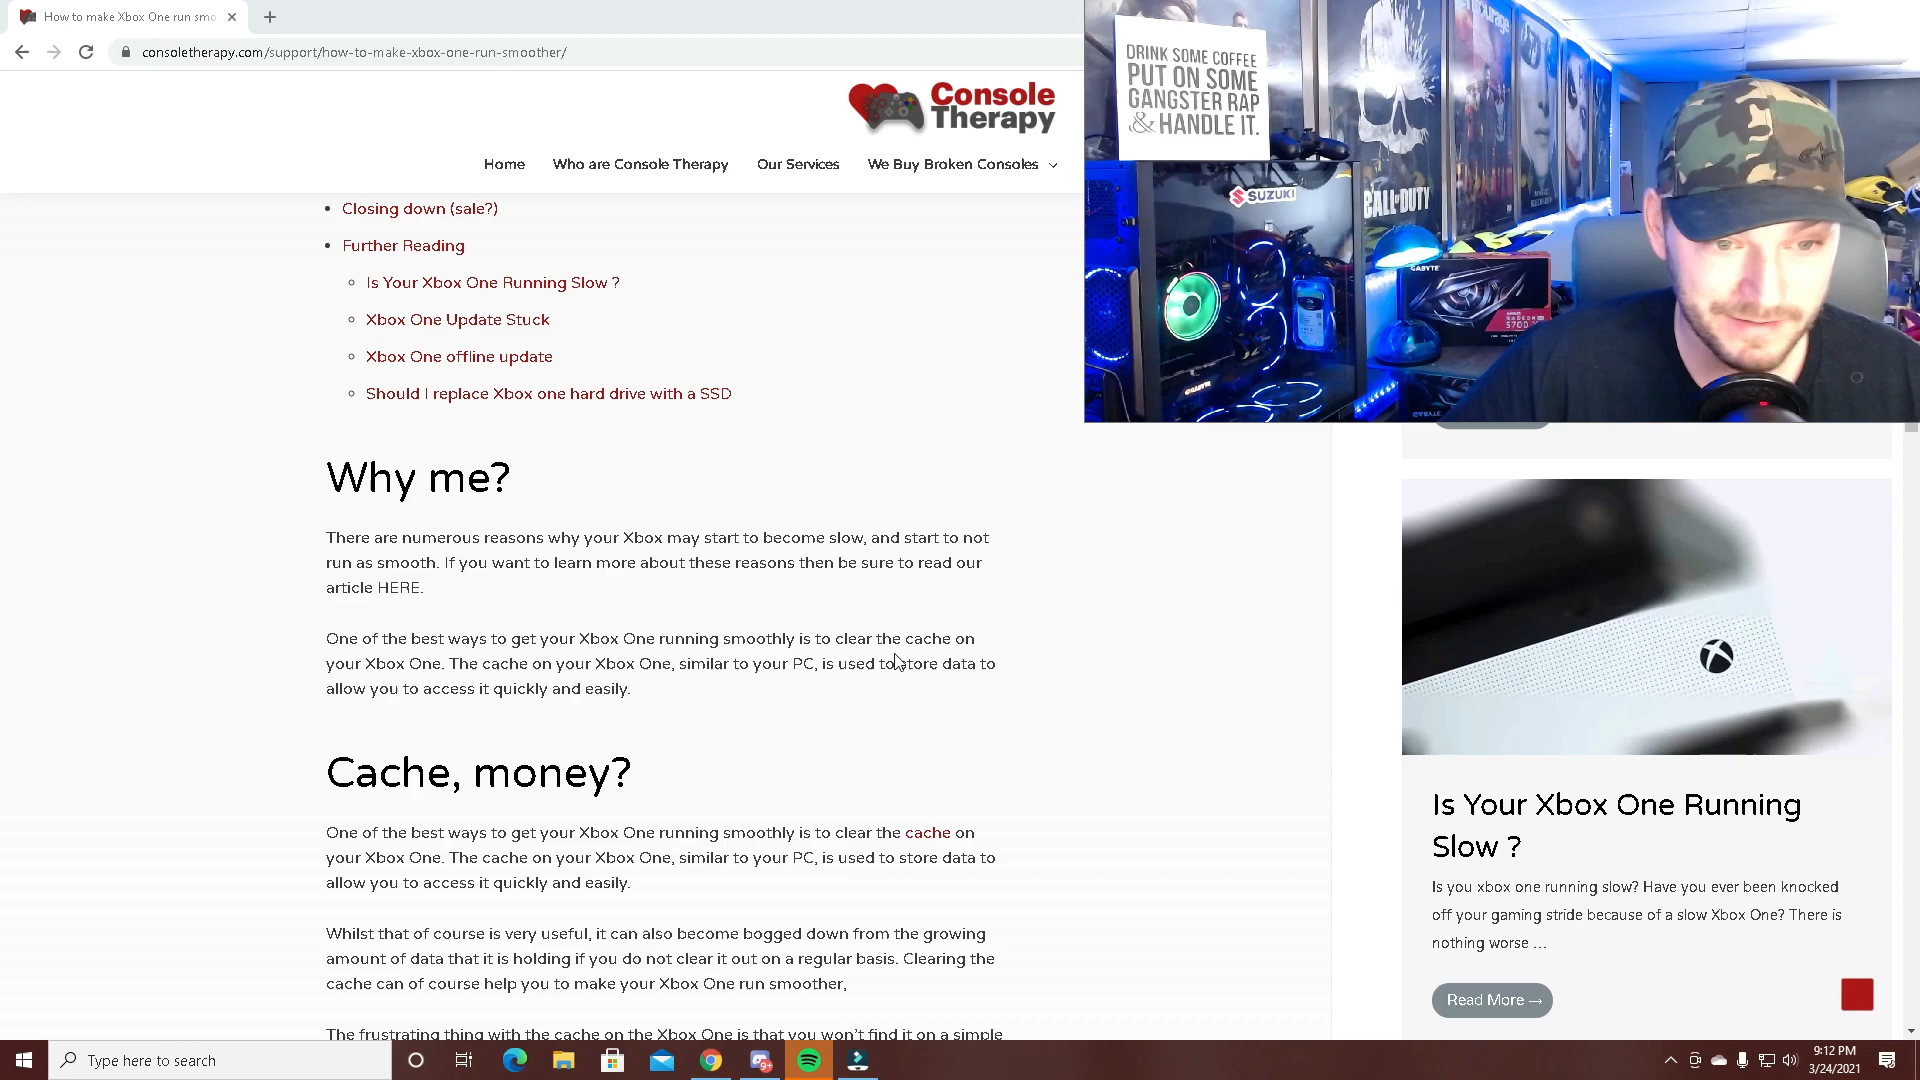 How to make Xbox One run smo
consoletherapy.com/support/how-to-make-xbox-one-run-smoother/
Console
Therapy
Home
Who are Console Therapy
Our Services
We Buy Broken Consoles
Closing down (sale?)
Further Reading
Is Your Xbox One Running Slow ?
Xbox One Update Stuck
Xbox One offline update
Should I replace Xbox one hard drive with a SSD
Why me?
There are numerous reasons why your Xbox may start to become slow, and start to not
run as smooth. If you want to learn more about these reasons then be sure to read our
article HERE.
One of the best ways to get your Xbox One running smoothly is to clear the cache on
your Xbox One. The cache on your Xbox One, similar to your PC, is used to store data to
allow you to access it quickly and easily.
Cache, money?
One of the best ways to get your Xbox One running smoothly is to clear the cache on
your Xbox One. The cache on your Xbox One, similar to your PC, is used to store data to
allow you to access it quickly and easily.
Whilst that of course is very useful, it can also become bogged down from the growing
amount of data that it is holding if you do not clear it out on a regular basis. Clearing the
cache can of course help you to make your Xbox One run smoother,
The frustrating thing with the cache on the Xbox One is that you won't find it on a simple
DRINK SOME COFFEE
PUT ON SOME
GANGSTER RAP
& HANDLE IT.
SUZUKI
CALL OF DUTY
GIGABYTE
RADEON
5700
Is Your Xbox One Running
Slow ?
Is you xbox one running slow? Have you ever been knocked
off your gaming stride because of a slow Xbox One? There is
nothing worse ...
Read More →
Type here to search
9+
9:12 PM
3/24/2021